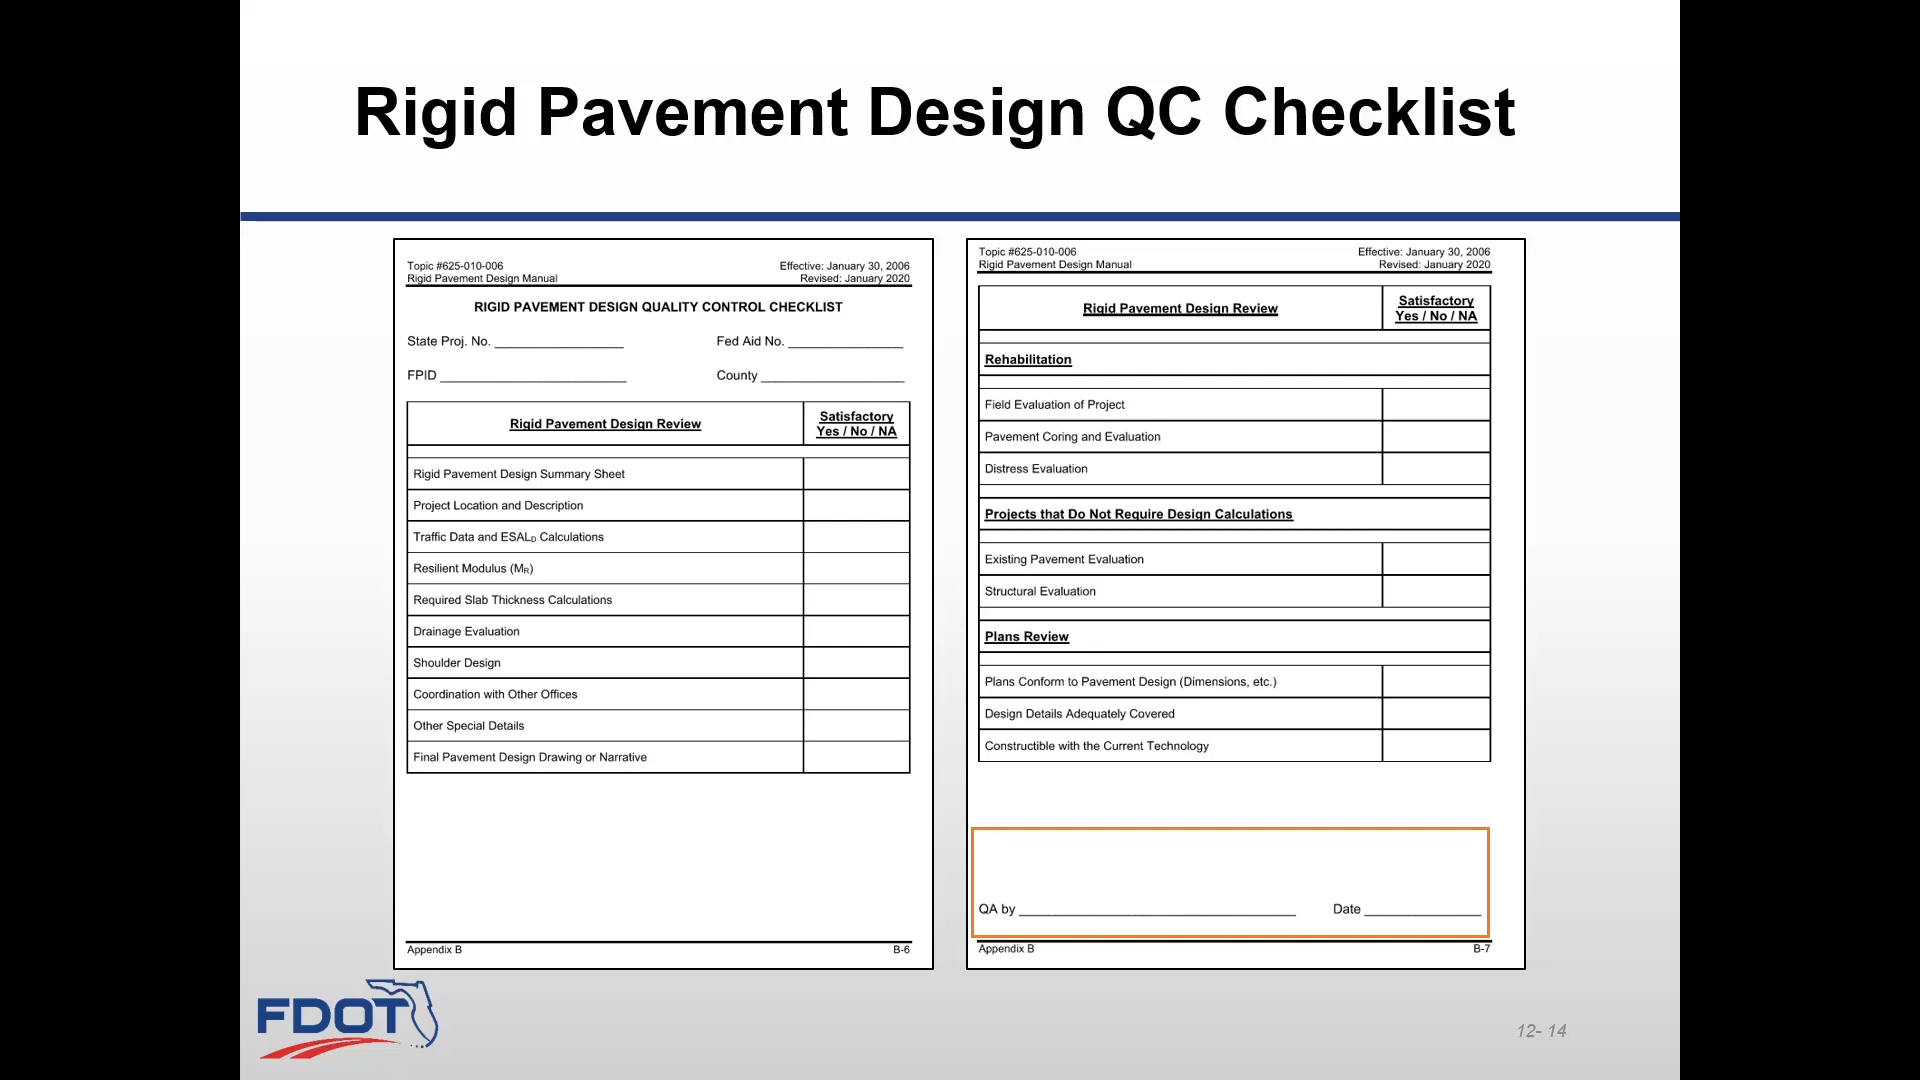 Rigid Pavement Design QC Checklist
Topic #625-010-006 Effective: January 30, 2006
Rigid Pavement Design Manual Revised: January 2020
RIGID PAVEMENT DESIGN QUALITY CONTROL CHECKLIST
State Proj. No. __________________ Fed Aid No. ________________
FPID __________________________ County ____________________
Rigid Pavement Design Review
Satisfactory
Yes / No / NA
Rigid Pavement Design Summary Sheet
Project Location and Description
Traffic Data and ESALD Calculations
Resilient Modulus (MR)
Required Slab Thickness Calculations
Drainage Evaluation
Shoulder Design
Coordination with Other Offices
Other Special Details
Final Pavement Design Drawing or Narrative
Appendix B B-6
Topic #625-010-006 Effective: January 30, 2006
Rigid Pavement Design Manual Revised: January 2020
Rigid Pavement Design Review
Satisfactory
Yes / No / NA
Rehabilitation
Field Evaluation of Project
Pavement Coring and Evaluation
Distress Evaluation
Projects that Do Not Require Design Calculations
Existing Pavement Evaluation
Structural Evaluation
Plans Review
Plans Conform to Pavement Design (Dimensions, etc.)
Design Details Adequately Covered
Constructible with the Current Technology
QA by ______________________________________ Date ________________
Appendix B B-7
FDOT
12- 14